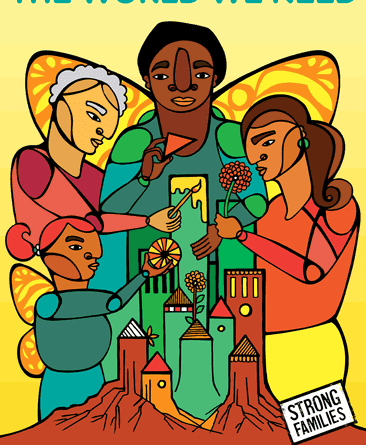 THE WORLD WE NEED
STRONG
FAMILIES